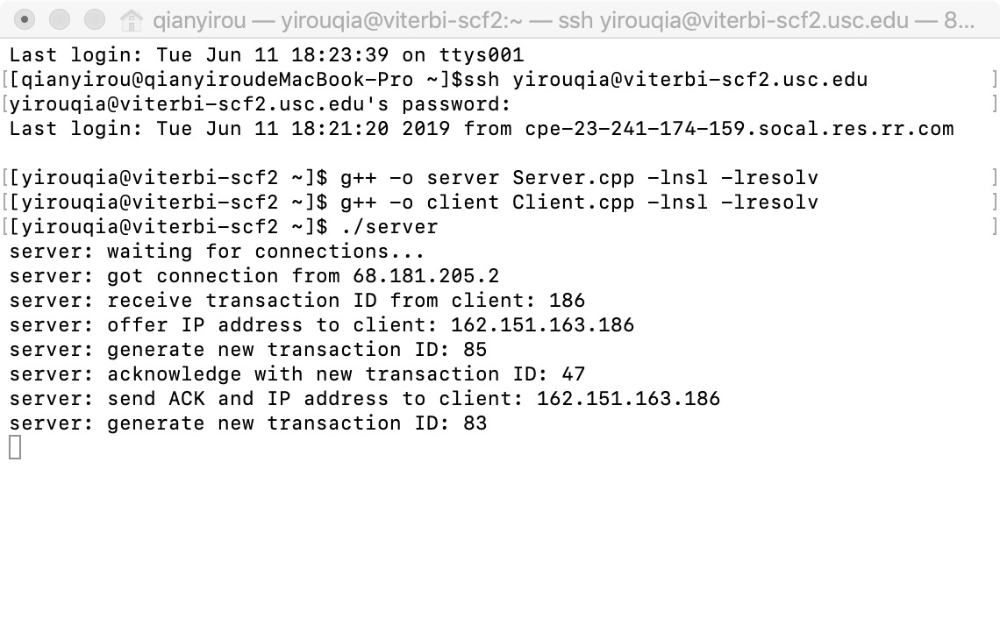 qianyirou — yirouqia@viterbi-scf2:~ — ssh yirouqia@viterbi-scf2.usc.edu — 8...
Last login: Tue Jun 11 18:23:39 on ttys001
[[qianyirou@qianyiroudeMacBook-Pro ~]$ssh yirouqia@viterbi-scf2.usc.edu ]
[yirouqia@viterbi-scf2.usc.edu's password: ]
Last login: Tue Jun 11 18:21:20 2019 from cpe-23-241-174-159.socal.res.rr.com
[[yirouqia@viterbi-scf2 ~]$ g++ -o server Server.cpp -lnsl -lresolv ]
[[yirouqia@viterbi-scf2 ~]$ g++ -o client Client.cpp -lnsl -lresolv ]
[[yirouqia@viterbi-scf2 ~]$ ./server ]
server: waiting for connections...
server: got connection from 68.181.205.2
server: receive transaction ID from client: 186
server: offer IP address to client: 162.151.163.186
server: generate new transaction ID: 85
server: acknowledge with new transaction ID: 47
server: send ACK and IP address to client: 162.151.163.186
server: generate new transaction ID: 83